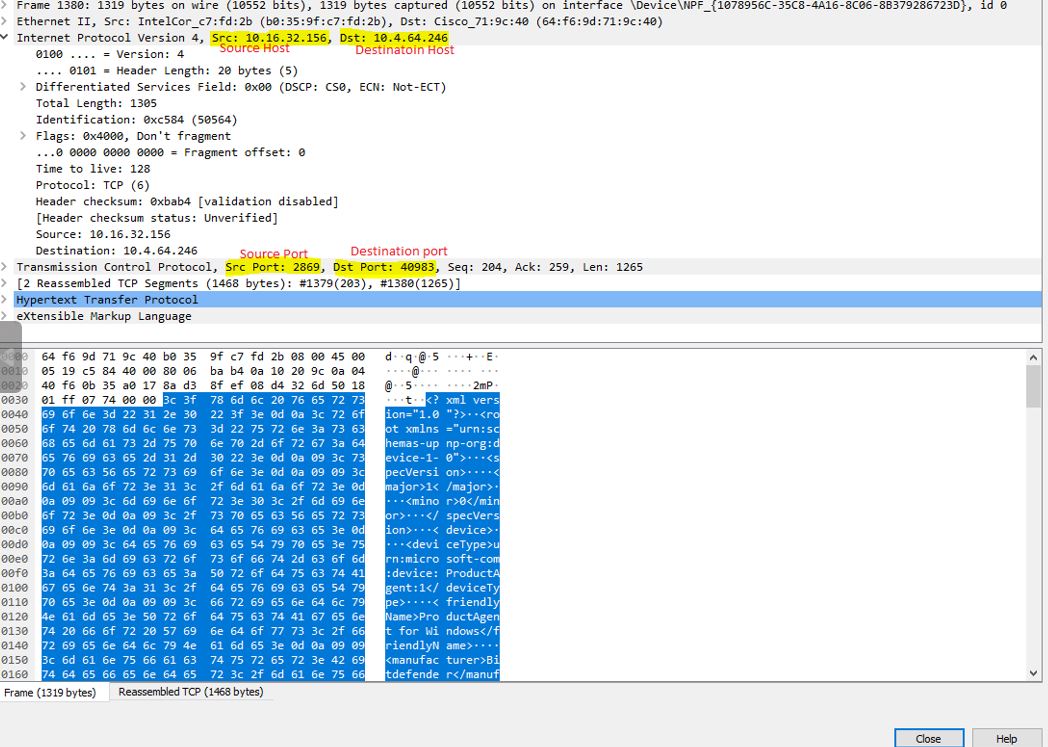 Frame 1380: 1319 bytes on wire (10552 bits), 1319 bytes captured (10552 bits) on interface \Device\NPF_{1078956C-35C8-4A16-8C06-8B379286723D}, id 0
Ethernet II, Src: IntelCor_c7:fd:2b (b0:35:9f:c7:fd:2b), Dst: Cisco_71:9c:40 (64:f6:9d:71:9c:40)
Internet Protocol Version 4, Src: 10.16.32.156, Dst: 10.4.64.246
Source Host
Destinatoin Host
0100 .... = Version: 4
.... 0101 = Header Length: 20 bytes (5)
Differentiated Services Field: 0x00 (DSCP: CS0, ECN: Not-ECT)
Total Length: 1305
Identification: 0xc584 (50564)
Flags: 0x4000, Don't fragment
...0 0000 0000 0000 = Fragment offset: 0
Time to live: 128
Protocol: TCP (6)
Header checksum: 0xbab4 [validation disabled]
[Header checksum status: Unverified]
Source: 10.16.32.156
Destination: 10.4.64.246
Source Port
Destination port
Transmission Control Protocol, Src Port: 2869, Dst Port: 40983, Seq: 204, Ack: 259, Len: 1265
[2 Reassembled TCP Segments (1468 bytes): #1379(203), #1380(1265)]
Hypertext Transfer Protocol
eXtensible Markup Language
0000 64 f6 9d 71 9c 40 b0 35 9f c7 fd 2b 08 00 45 00 d··q·@·5 ···+··E·
0010 05 19 c5 84 40 00 80 06 ba b4 0a 10 20 9c 0a 04 ····@··· ···· ···
0020 40 f6 0b 35 a0 17 8a d3 8f ef 08 d4 32 6d 50 18 @··5···· ····2mP·
0030 01 ff 07 74 00 00 3c 3f 78 6d 6c 20 76 65 72 73 ···t··<? xml vers
0040 69 6f 6e 3d 22 31 2e 30 22 3f 3e 0d 0a 3c 72 6f ion="1.0 "?>··<ro
0050 6f 74 20 78 6d 6c 6e 73 3d 22 75 72 6e 3a 73 63 ot xmlns ="urn:sc
0060 68 65 6d 61 73 2d 75 70 6e 70 2d 6f 72 67 3a 64 hemas-up np-org:d
0070 65 76 69 63 65 2d 31 2d 30 22 3e 0d 0a 09 3c 73 evice-1- 0">···<s
0080 70 65 63 56 65 72 73 69 6f 6e 3e 0d 0a 09 09 3c pecVersi on>····<
0090 6d 61 6a 6f 72 3e 31 3c 2f 6d 61 6a 6f 72 3e 0d major>1< /major>·
00a0 0a 09 09 3c 6d 69 6e 6f 72 3e 30 3c 2f 6d 69 6e ···<mino r>0</min
00b0 6f 72 3e 0d 0a 09 3c 2f 73 70 65 63 56 65 72 73 or>···</ specVers
00c0 69 6f 6e 3e 0d 0a 09 3c 64 65 76 69 63 65 3e 0d ion>···< device>·
00d0 0a 09 09 3c 64 65 76 69 63 65 54 79 70 65 3e 75 ···<devi ceType>u
00e0 72 6e 3a 6d 69 63 72 6f 73 6f 66 74 2d 63 6f 6d rn:micro soft-com
00f0 3a 64 65 76 69 63 65 3a 50 72 6f 64 75 63 74 41 :device: ProductA
0100 67 65 6e 74 3a 31 3c 2f 64 65 76 69 63 65 54 79 gent:1</ deviceTy
0110 70 65 3e 0d 0a 09 09 3c 66 72 69 65 6e 64 6c 79 pe>····< friendly
0120 4e 61 6d 65 3e 50 72 6f 64 75 63 74 41 67 65 6e Name>Pro ductAgen
0130 74 20 66 6f 72 20 57 69 6e 64 6f 77 73 3c 2f 66 t for Wi ndows</f
0140 72 69 65 6e 64 6c 79 4e 61 6d 65 3e 0d 0a 09 09 riendlyN ame>····
0150 3c 6d 61 6e 75 66 61 63 74 75 72 65 72 3e 42 69 <manufac turer>Bi
0160 74 64 65 66 65 6e 64 65 72 3c 2f 6d 61 6e 75 66 tdefende r</manuf
Frame (1319 bytes)
Reassembled TCP (1468 bytes)
Close
Help